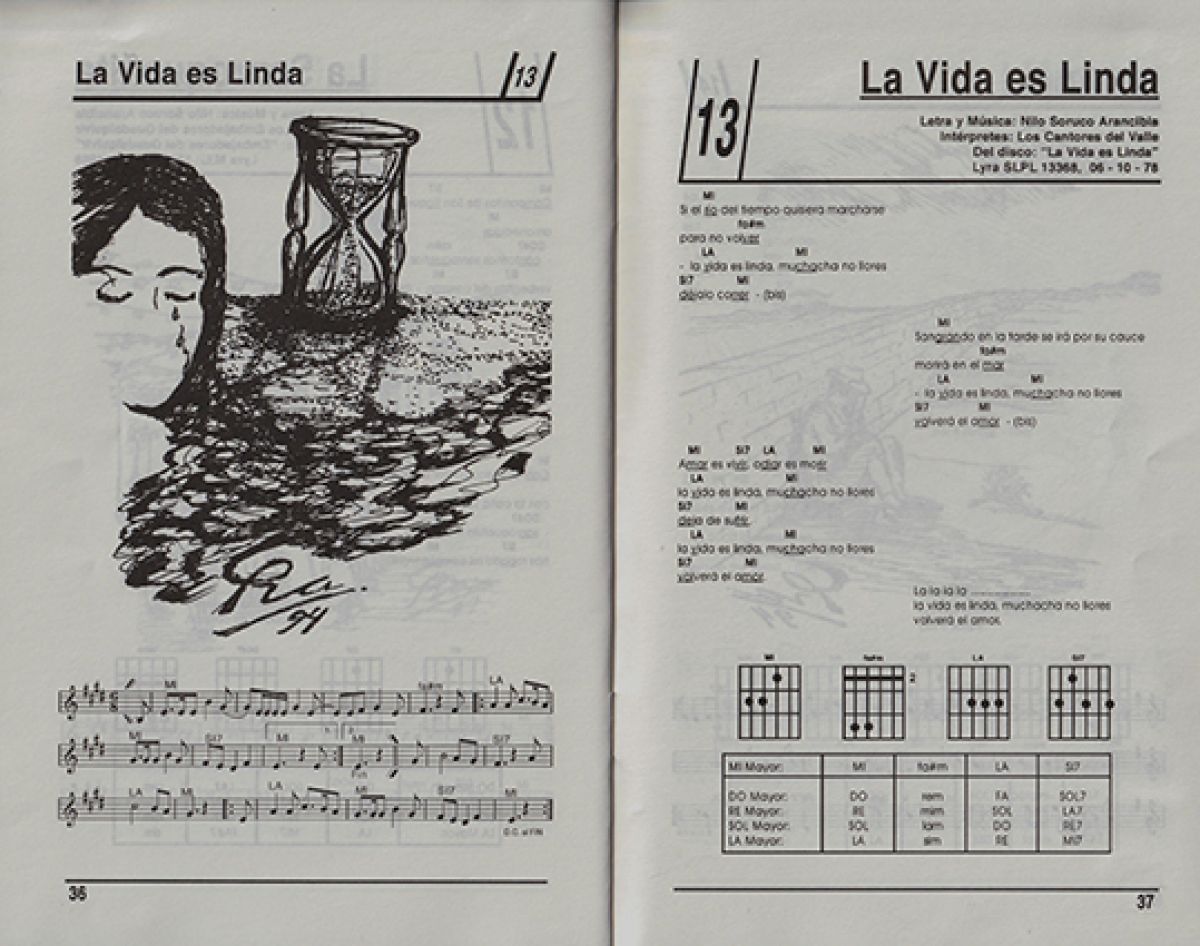 La Vida es Linda
13
94
MI
fa#m
LA
MI
SI7
MI
MI
Fin
SI7
LA
MI
LA
MI
SI7
MI
D.C. al FIN
36
13
La Vida es Linda
Letra y Música: Nilo Soruco Arancibia
Intérpretes: Los Cantores del Valle
Del disco: "La Vida es Linda"
Lyra SLPL 13368, 06 - 10 - 78
MI
Si el río del tiempo quisiera marcharse
fa#m
para no volver
LA MI
- la vida es linda, muchacha no llores
SI7 MI
déjalo correr - (bis)
MI
Sangrando en la tarde se irá por su cauce
fa#m
morirá en el mar
LA MI
- la vida es linda, muchacha no llores
SI7 MI
volverá el amor - (bis)
MI SI7 LA MI
Amar es vivir, odiar es morir
LA MI
la vida es linda, muchacha no llores
SI7 MI
deja de sufrir.
LA MI
la vida es linda, muchacha no llores
SI7 MI
volverá el amor.
La la la la
la vida es linda, muchacha no llores
volverá el amor.
MI fa#m LA SI7
2
MI Mayor: MI fa#m LA SI7
DO Mayor: DO rem FA SOL7
RE Mayor: RE mim SOL LA7
SOL Mayor: SOL lam DO RE7
LA Mayor: LA sim RE MI7
37